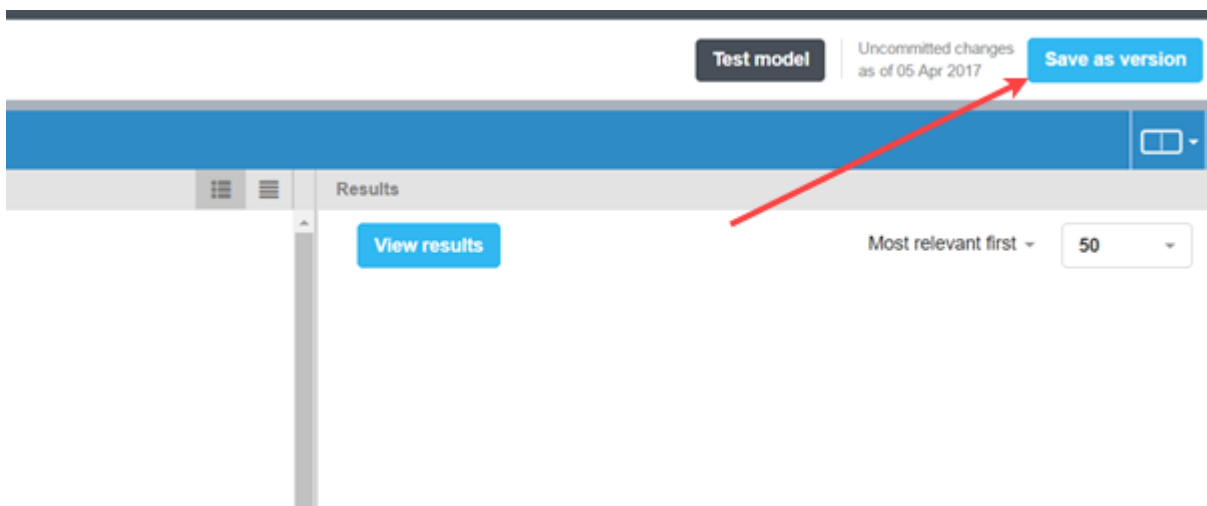 Test model
Uncommitted changes
as of 05 Apr 2017
Save as version
Results
View results
Most relevant first
50